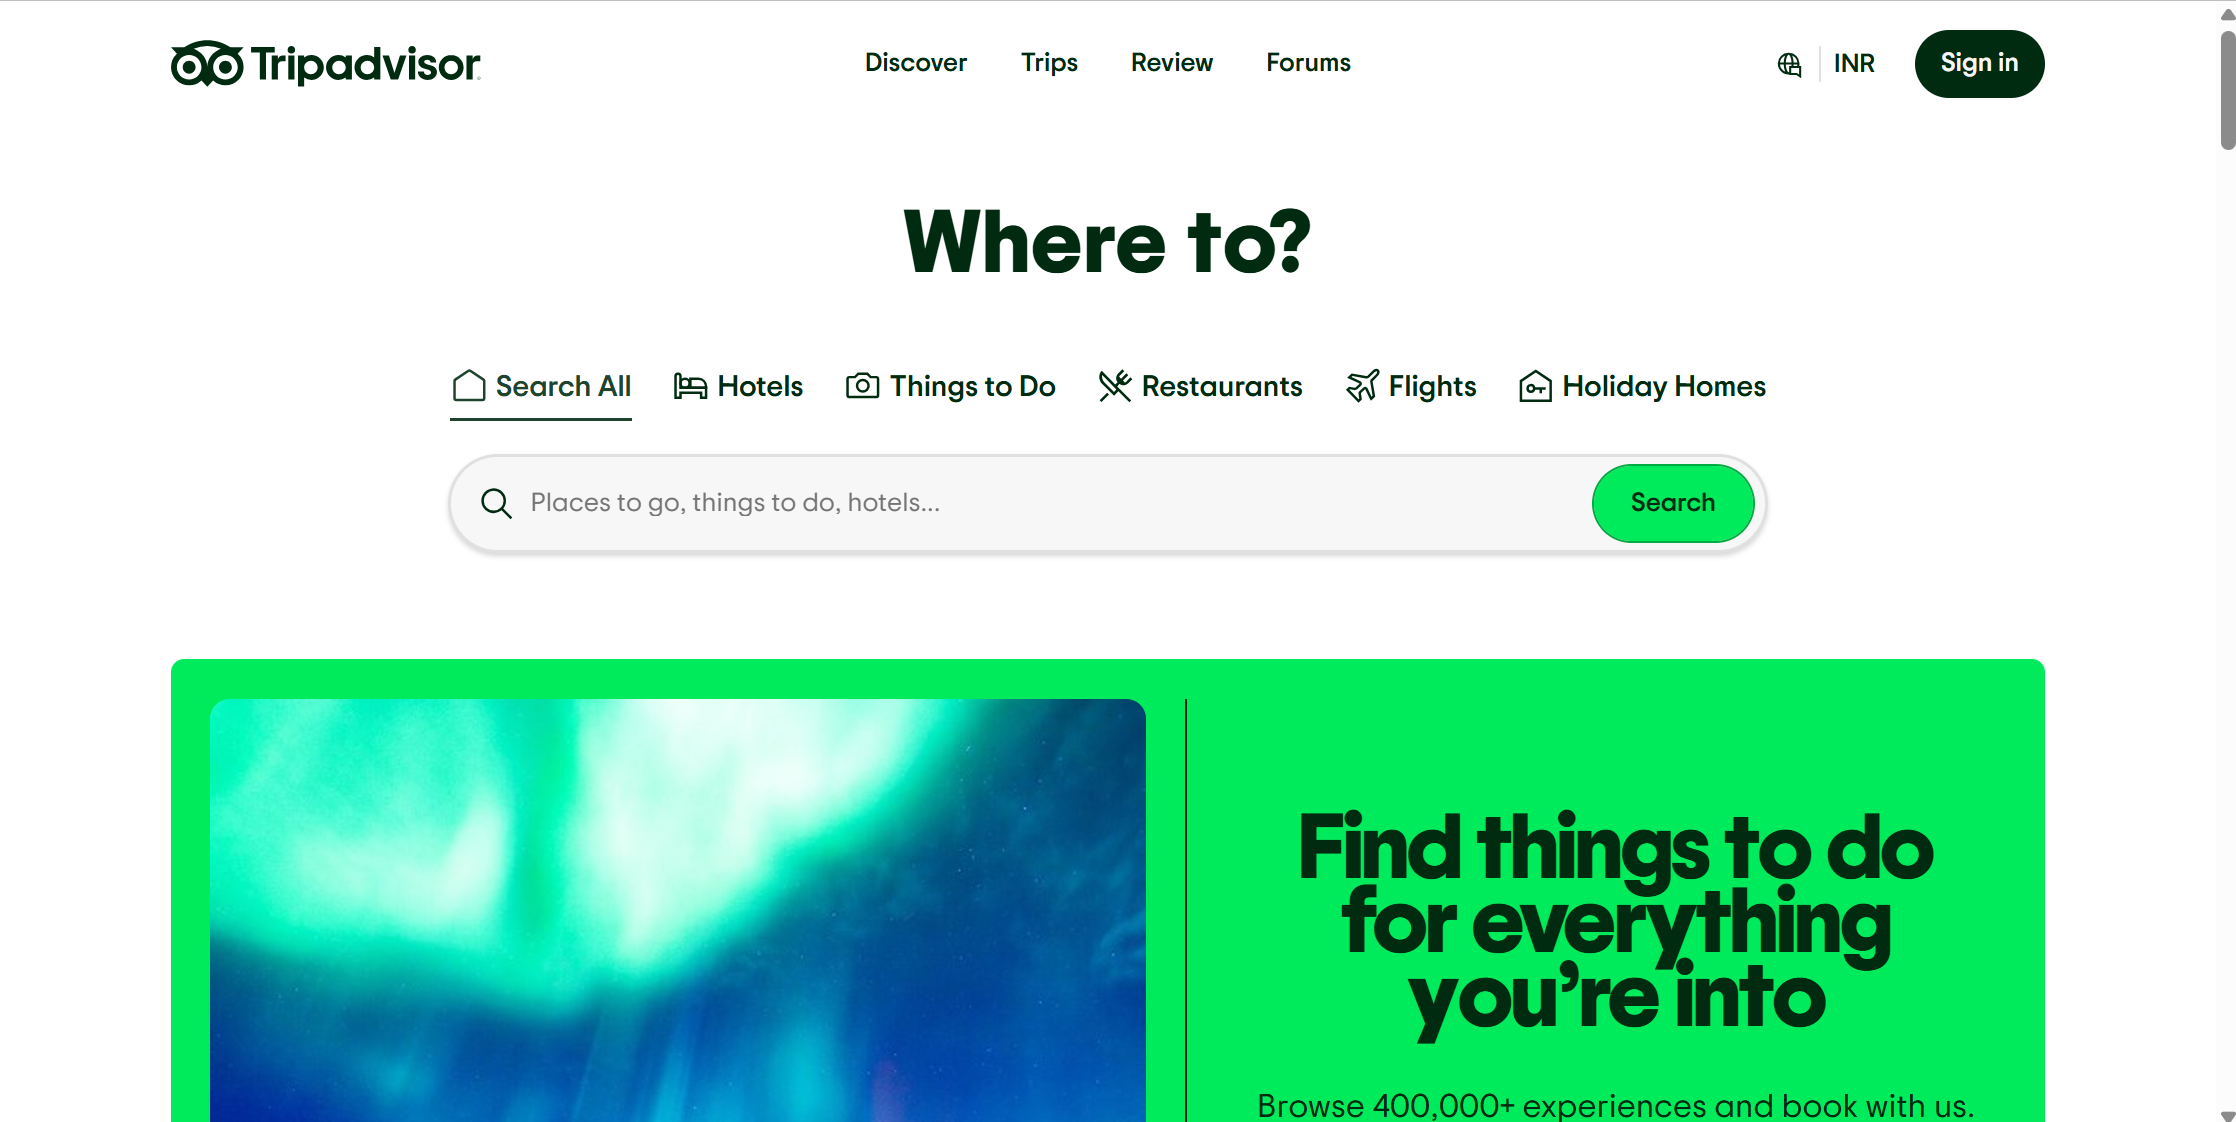 Tripadvisor
Discover Trips Review Forums
INR
Sign in
Where to?
Search All Hotels Things to Do Restaurants Flights Holiday Homes
Places to go, things to do, hotels...
Search
Find things to do
for everything
you’re into
Browse 400,000+ experiences and book with us.